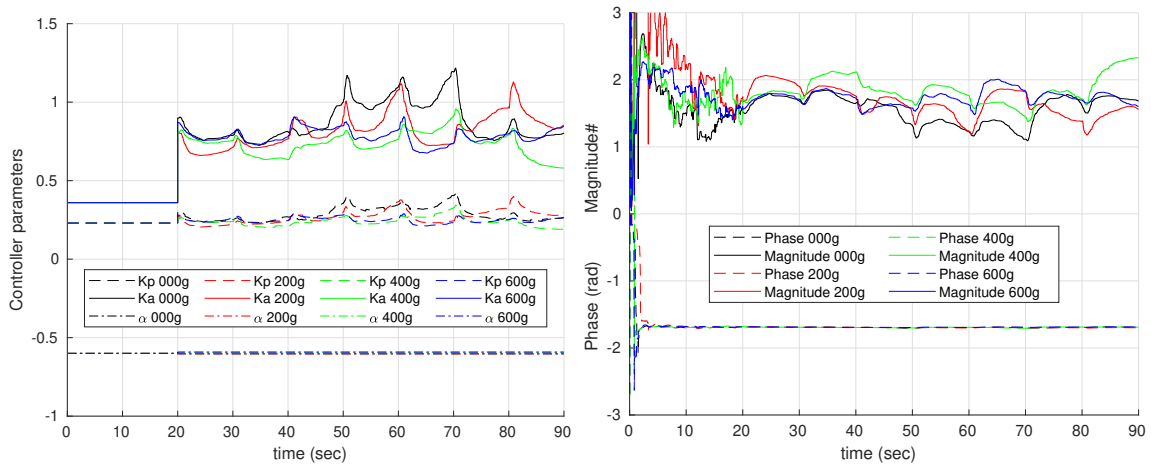 1.5
1
0.5
0
-0.5
-1
Controller parameters
Kp 000g Kp 200g Kp 400g Kp 600g
Ka 000g Ka 200g Ka 400g Ka 600g
α 000g α 200g α 400g α 600g
0 10 20 30 40 50 60 70 80 90
time (sec)
3
2
1
0
-1
-2
-3
Phase (rad) Magnitude#
Phase 000g Phase 400g
Magnitude 000g Magnitude 400g
Phase 200g Phase 600g
Magnitude 200g Magnitude 600g
0 10 20 30 40 50 60 70 80 90
time (sec)